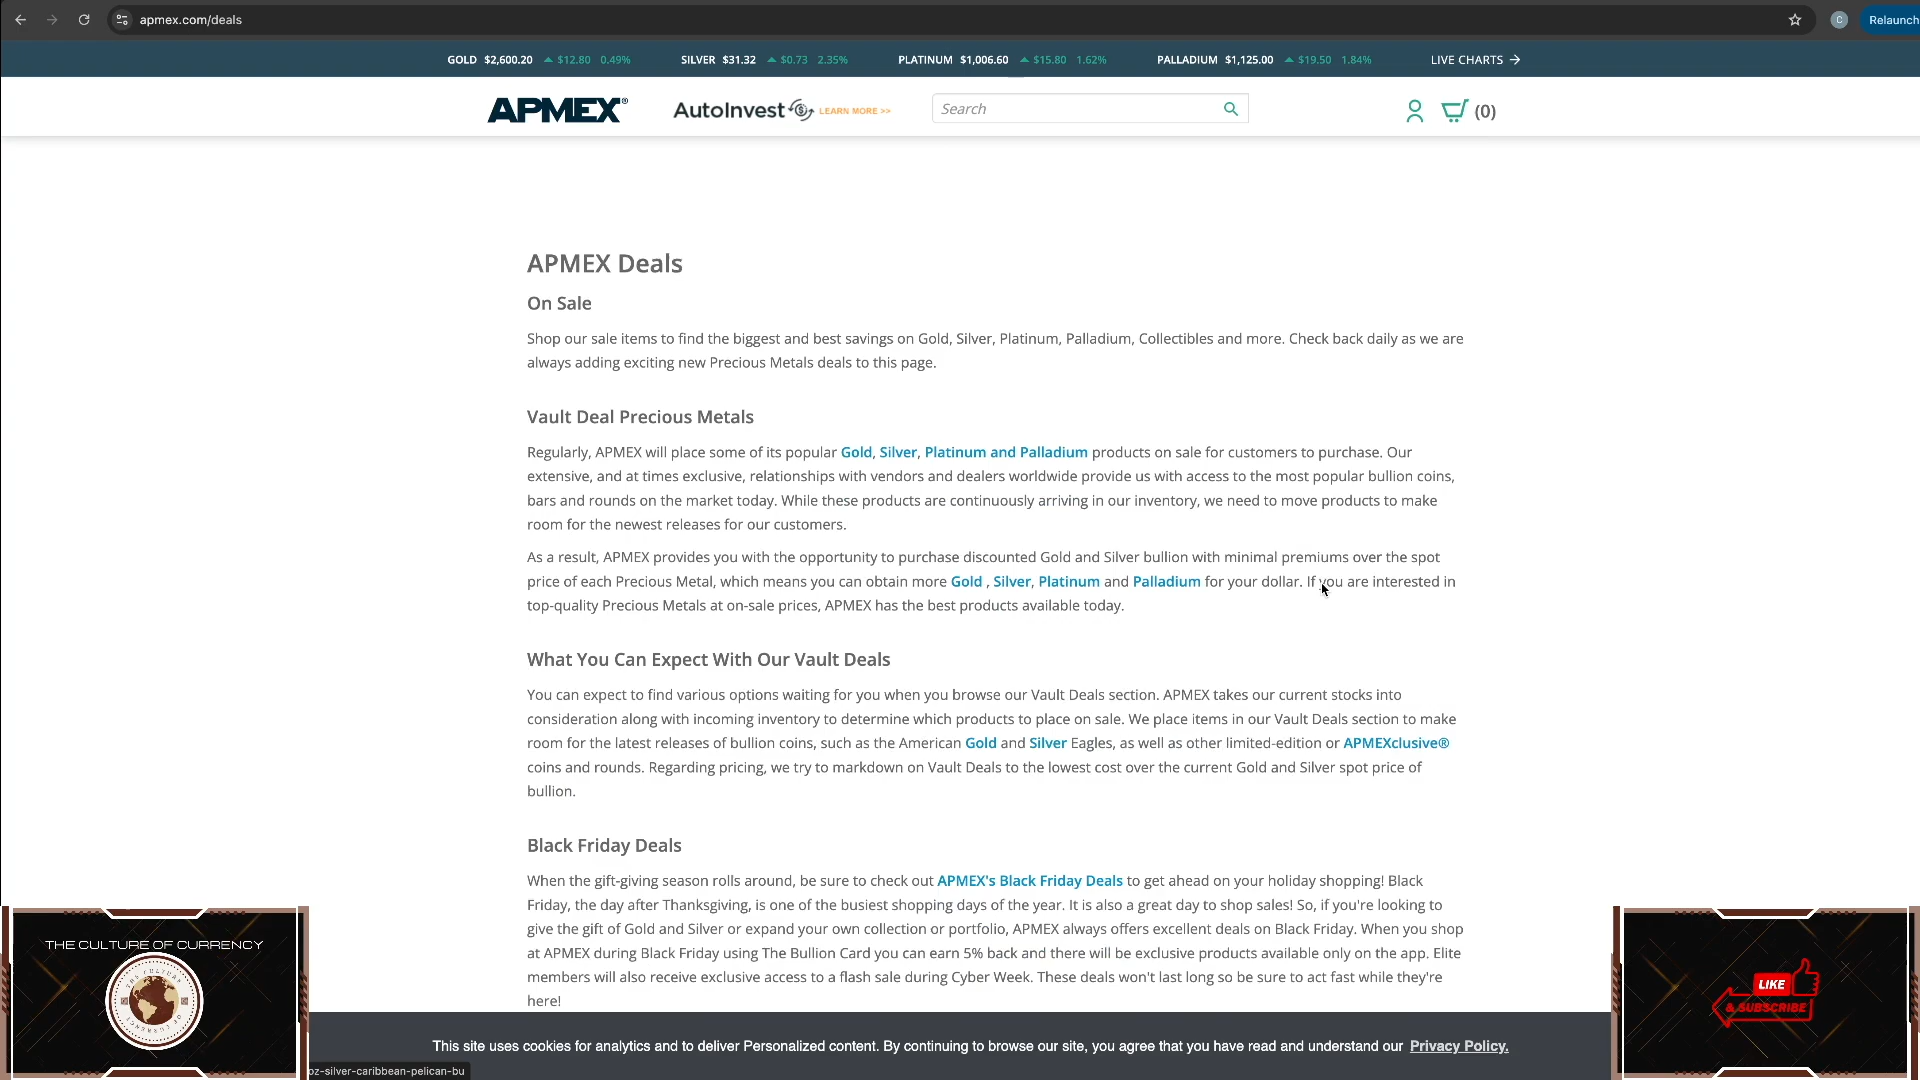 apmex.com/deals
C
Relaunch
GOLD $2,600.20 $12.80 0.49% SILVER $31.32 $0.73 2.35% PLATINUM $1,006.60 $15.80 1.62% PALLADIUM $1,125.00 $19.50 1.84% LIVE CHARTS
APMEX® AutoInvest LEARN MORE >> Search (0)
APMEX Deals
On Sale
Shop our sale items to find the biggest and best savings on Gold, Silver, Platinum, Palladium, Collectibles and more. Check back daily as we are
always adding exciting new Precious Metals deals to this page.
Vault Deal Precious Metals
Regularly, APMEX will place some of its popular Gold, Silver, Platinum and Palladium products on sale for customers to purchase. Our
extensive, and at times exclusive, relationships with vendors and dealers worldwide provide us with access to the most popular bullion coins,
bars and rounds on the market today. While these products are continuously arriving in our inventory, we need to move products to make
room for the newest releases for our customers.
As a result, APMEX provides you with the opportunity to purchase discounted Gold and Silver bullion with minimal premiums over the spot
price of each Precious Metal, which means you can obtain more Gold , Silver, Platinum and Palladium for your dollar. If you are interested in
top-quality Precious Metals at on-sale prices, APMEX has the best products available today.
What You Can Expect With Our Vault Deals
You can expect to find various options waiting for you when you browse our Vault Deals section. APMEX takes our current stocks into
consideration along with incoming inventory to determine which products to place on sale. We place items in our Vault Deals section to make
room for the latest releases of bullion coins, such as the American Gold and Silver Eagles, as well as other limited-edition or APMEXclusive®
coins and rounds. Regarding pricing, we try to markdown on Vault Deals to the lowest cost over the current Gold and Silver spot price of
bullion.
Black Friday Deals
When the gift-giving season rolls around, be sure to check out APMEX's Black Friday Deals to get ahead on your holiday shopping! Black
Friday, the day after Thanksgiving, is one of the busiest shopping days of the year. It is also a great day to shop sales! So, if you're looking to
give the gift of Gold and Silver or expand your own collection or portfolio, APMEX always offers excellent deals on Black Friday. When you shop
at APMEX during Black Friday using The Bullion Card you can earn 5% back and there will be exclusive products available only on the app. Elite
members will also receive exclusive access to a flash sale during Cyber Week. These deals won't last long so be sure to act fast while they're
here!
This site uses cookies for analytics and to deliver Personalized content. By continuing to browse our site, you agree that you have read and understand our Privacy Policy.
oz-silver-caribbean-pelican-bu
THE CULTURE OF CURRENCY
THE CULTURE
OF CURRENCY
LIKE
& SUBSCRIBE